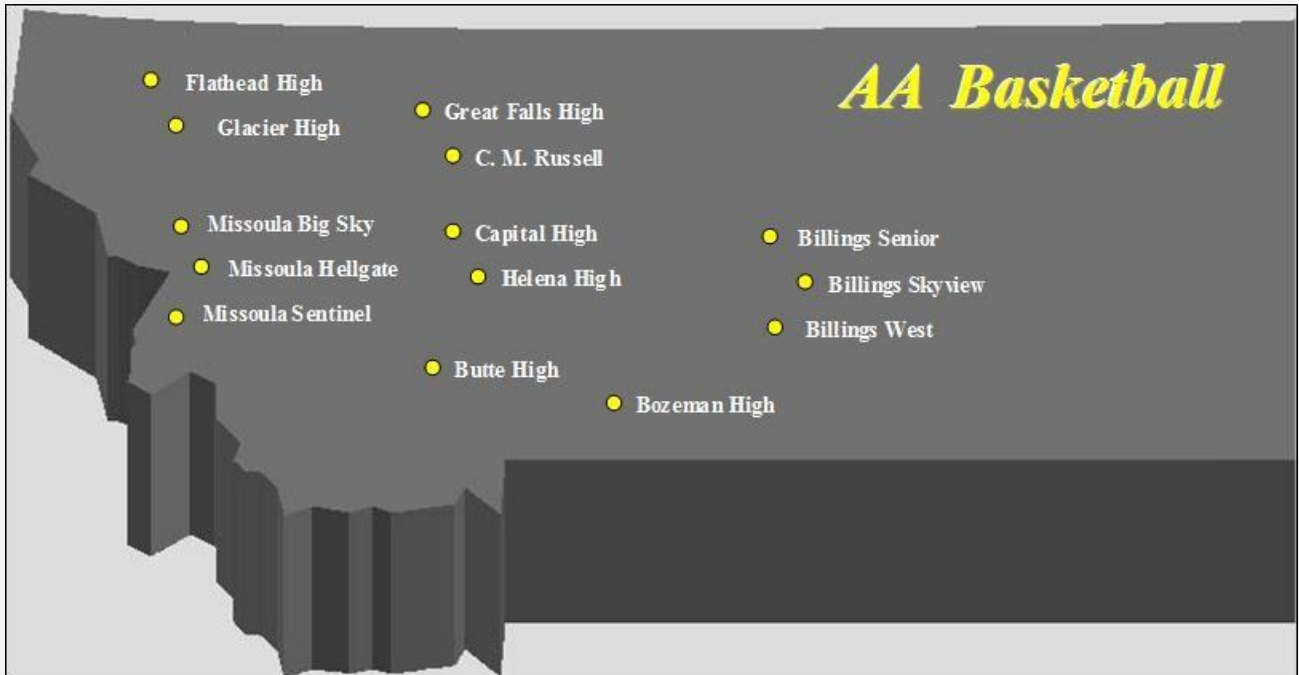 AA Basketball
Flathead High
Glacier High
Great Falls High
C. M. Russell
Missoula Big Sky
Missoula Hellgate
Missoula Sentinel
Capital High
Helena High
Billings Senior
Billings Skyview
Billings West
Butte High
Bozeman High